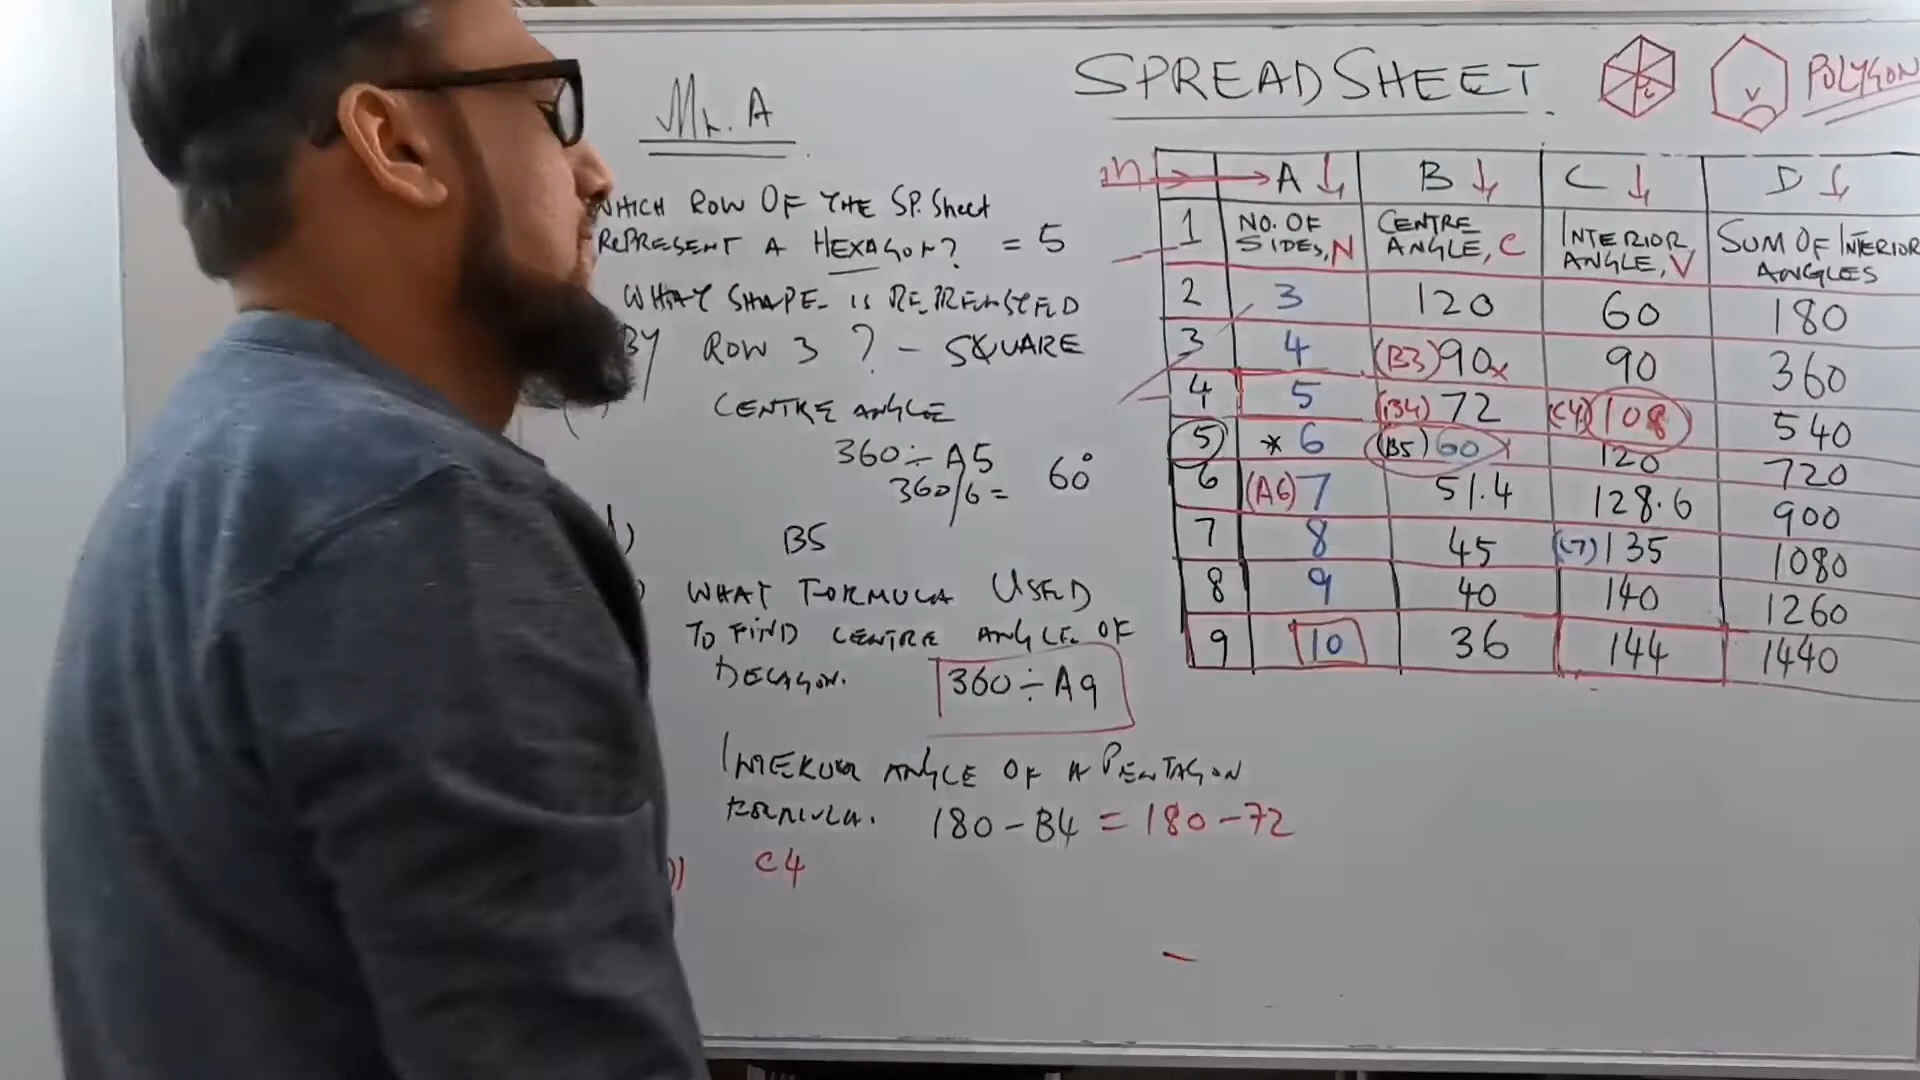 Mr. A
WHICH ROW OF THE SP. Sheet
REPRESENT A HEXAGON? = 5
WHAT SHAPE IS
BY ROW 3 ? - SQUARE
CENTRE ANGLE
360 ÷ A5
360/6 = 60°
B5
WHAT FORMULA USED
TO FIND CENTRE ANGLE OF
DECAGON. 360 ÷ A9
INTERIOR ANGLE OF A PENTAGON
FORMULA. 180 - B4 = 180 - 72
C4
SPREADSHEET
C
V
POLYGON
A B C D
1 NO. OF SIDES, N CENTRE ANGLE, C INTERIOR ANGLE, V SUM OF INTERIOR ANGLES
2 3 120 60 180
3 4 (B3) 90 90 360
4 5 (B4) 72 (C4) 108 540
5 * 6 (B5) 60 120 720
6 (A6) 7 51.4 128.6 900
7 8 45 (C7) 135 1080
8 9 40 140 1260
9 10 36 144 1440